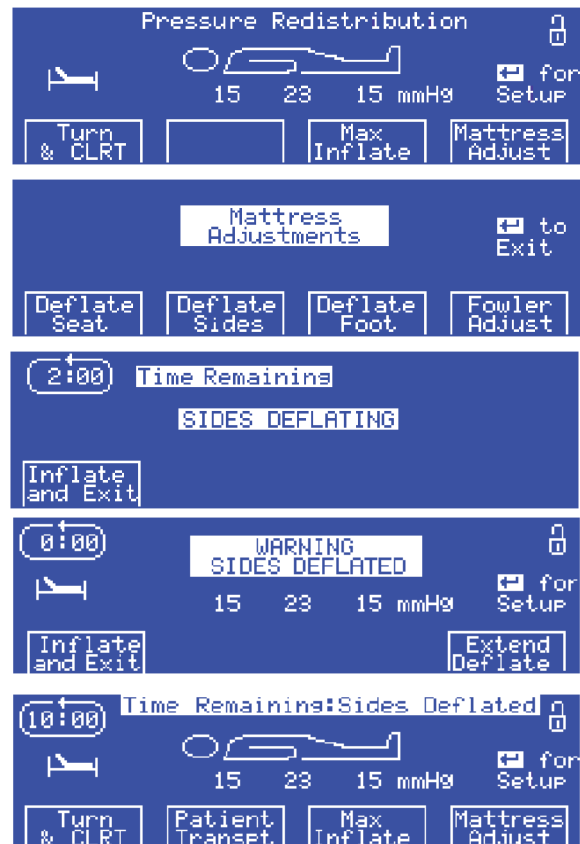 Pressure Redistribution
↵ for
Setup
15 23 15 mmHg
Turn
& CLRT
Max
Inflate
Mattress
Adjust
Mattress
Adjustments
↵ to
Exit
Deflate
Seat
Deflate
Sides
Deflate
Foot
Fowler
Adjust
2:00 Time Remaining
SIDES DEFLATING
Inflate
and Exit
0:00
WARNING
SIDES DEFLATED
↵ for
Setup
15 23 15 mmHg
Inflate
and Exit
Extend
Deflate
10:00 Time Remaining:Sides Deflated
↵ for
Setup
15 23 15 mmHg
Turn
& CLRT
Patient
Transpt
Max
Inflate
Mattress
Adjust